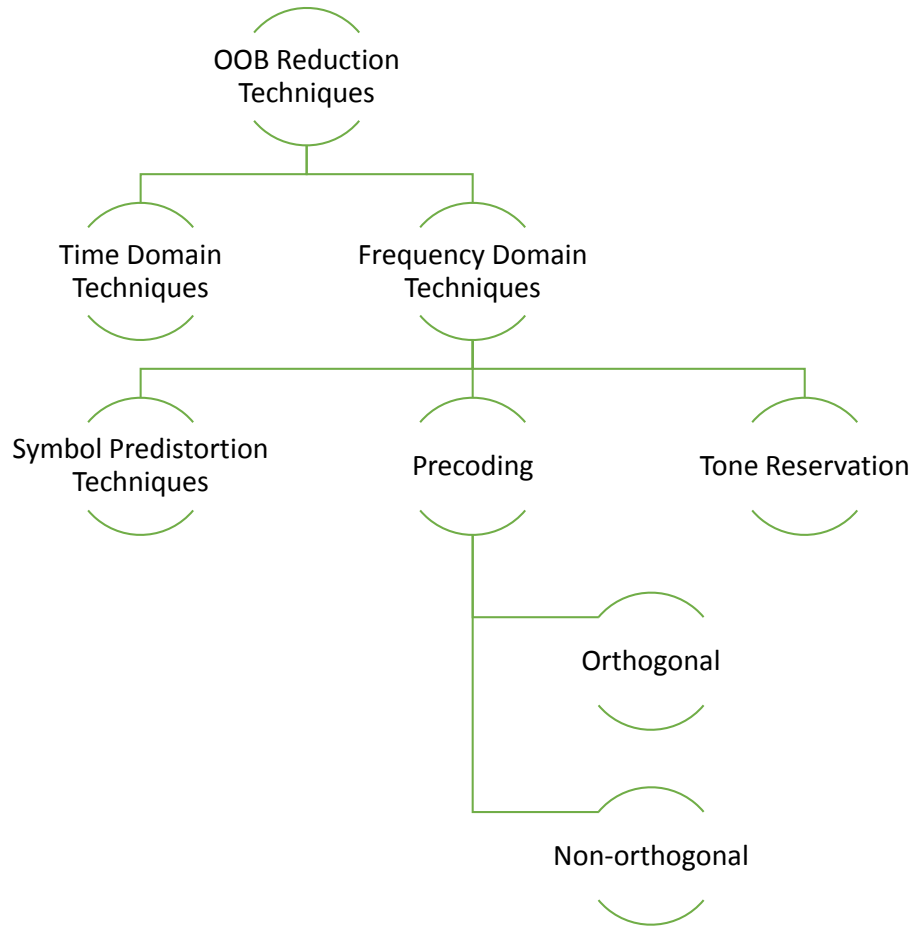 OOB Reduction
Techniques
Time Domain
Techniques
Frequency Domain
Techniques
Symbol Predistortion
Techniques
Precoding
Tone Reservation
Orthogonal
Non-orthogonal